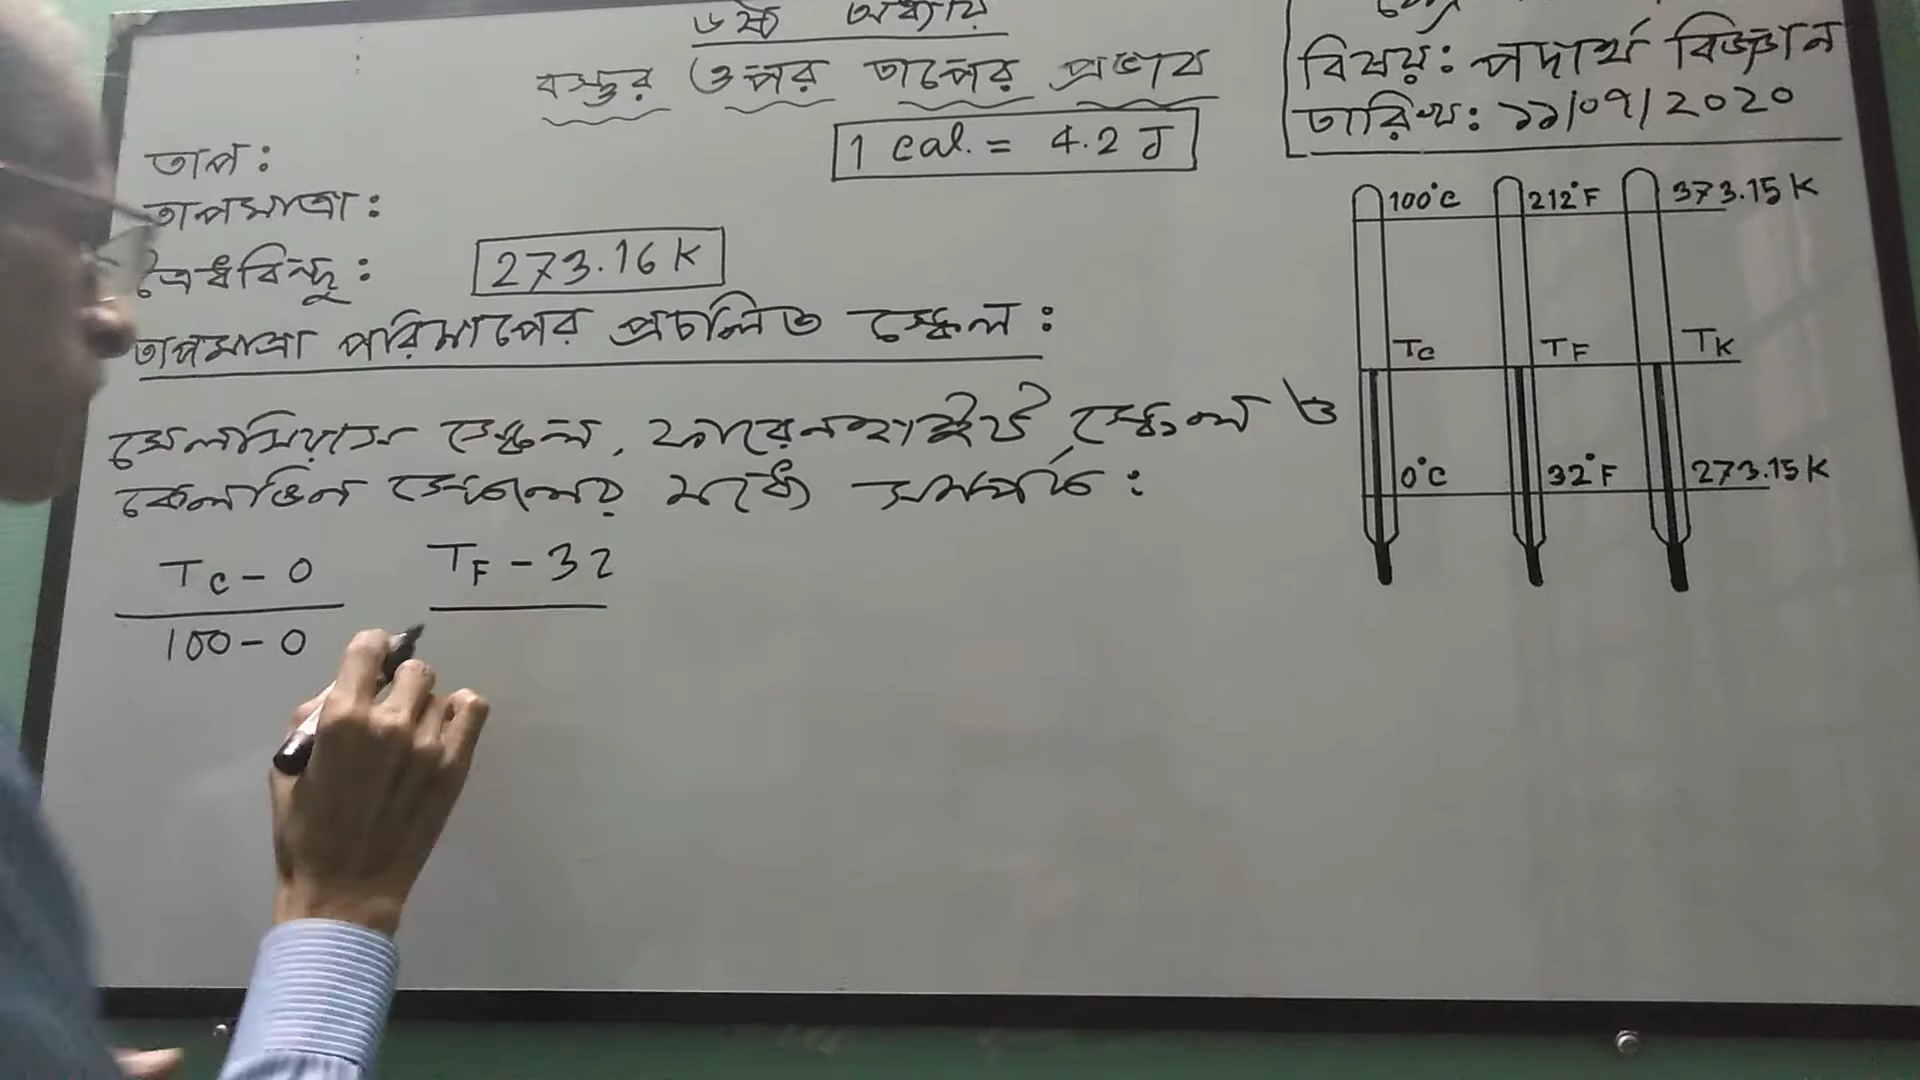 ৬ষ্ঠ অধ্যায়
বস্তুর ওপর তাপের প্রভাব
বিষয়: পদার্থ বিজ্ঞান
তারিখ: ১১/০৭/2020
1 cal. = 4.2 J
তাপ:
তাপমাত্রা:
ত্রৈধবিন্দু: 273.16 K
তাপমাত্রা পরিমাপের প্রচলিত স্কেল:
সেলসিয়াস স্কেল, ফারেনহাইট স্কেল ও
কেলভিন স্কেলের মধ্যে সম্পর্ক:
Tc - 0 TF - 32
100 - 0
100°C 212°F 373.15 K
Tc TF TK
0°C 32°F 273.15 K